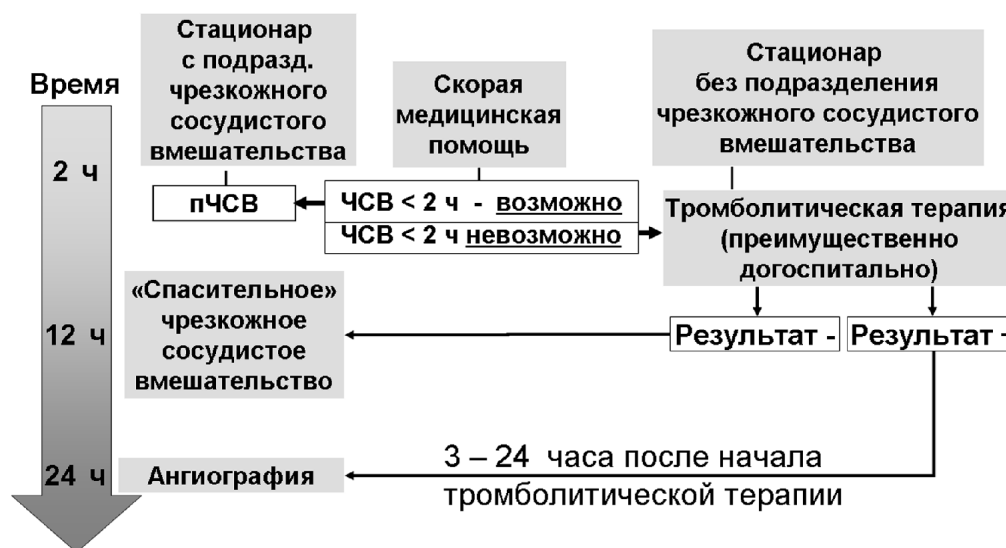 Время
2 ч
12 ч
24 ч
Стационар
с подразд.
чрезкожного
сосудистого
вмешательства
пЧСВ
Скорая
медицинская
помощь
ЧСВ < 2 ч - возможно
ЧСВ < 2 ч невозможно
Стационар
без подразделения
чрезкожного сосудистого
вмешательства
Тромболитическая терапия
(преимущественно
догоспитально)
«Спасительное»
чрезкожное
сосудистое
вмешательство
Результат -
Результат
Ангиография
3 – 24 часа после начала
тромболитической терапии